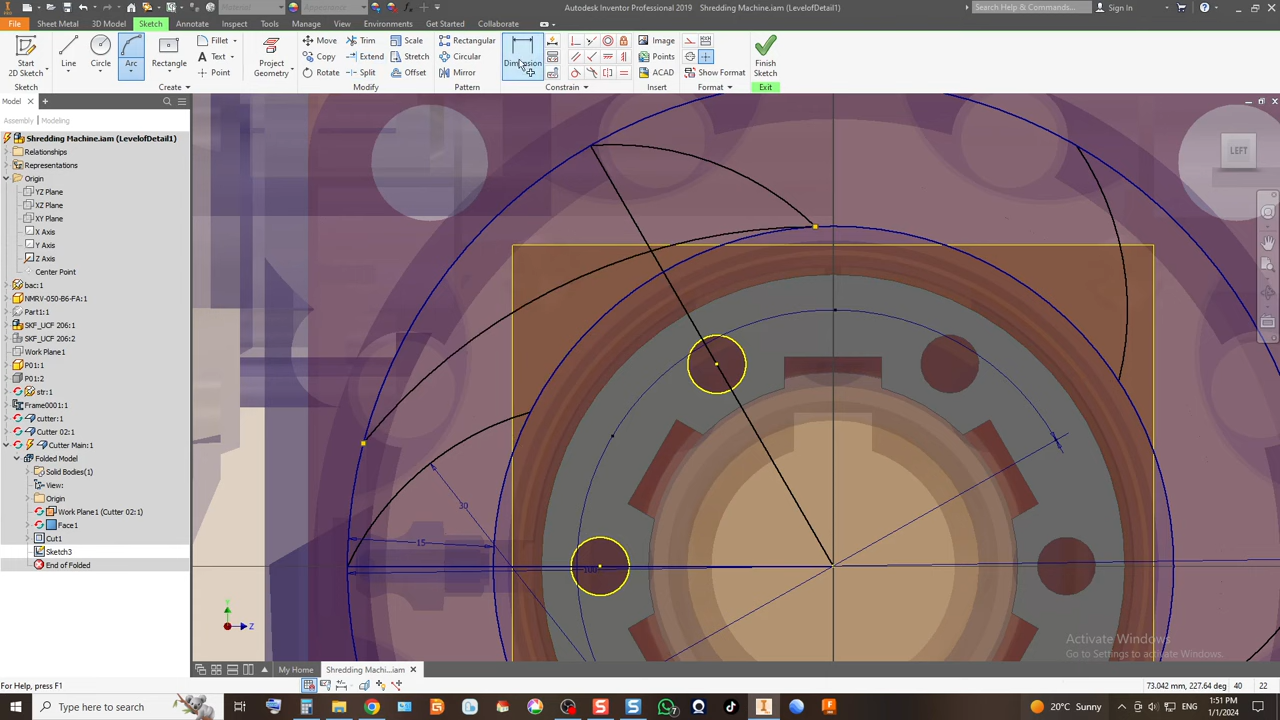 Autodesk Inventor Professional 2019  Shredding Machine.iam (LevelofDetail1)
Material
Appearance
Search Help & Commands...
Sign In
File
Sheet Metal
3D Model
Sketch
Annotate
Inspect
Tools
Manage
View
Environments
Get Started
Collaborate
Start
2D Sketch
Line
Circle
Arc
Rectangle
Fillet
Text
Point
Project
Geometry
Move
Copy
Rotate
Trim
Extend
Split
Scale
Stretch
Offset
Rectangular
Circular
Mirror
Dimension
Image
Points
ACAD
Show Format
Finish
Sketch
Sketch
Create
Modify
Pattern
Constrain
Insert
Format
Exit
Model
Assembly | Modeling
Shredding Machine.iam (LevelofDetail1)
Relationships
Representations
Origin
YZ Plane
XZ Plane
XY Plane
X Axis
Y Axis
Z Axis
Center Point
bac:1
NMRV-050-B6-FA:1
Part1:1
SKF_UCF 206:1
SKF_UCF 206:2
Work Plane1
P01:1
P01:2
str:1
Frame0001:1
cutter:1
Cutter 02:1
Cutter Main:1
Folded Model
Solid Bodies(1)
View:
Origin
Work Plane1 (Cutter 02:1)
Face1
Cut1
Sketch3
End of Folded
LEFT
30
15
100
Y
Z
Activate Windows
Go to Settings to activate Windows.
My Home
Shredding Machi...iam
For Help, press F1
73.042 mm, 227.64 deg
40
22
Type here to search
7
20°C Sunny
ENG
1:51 PM
1/1/2024